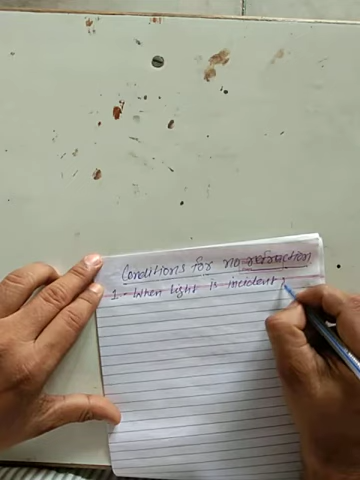 Conditions for no refraction
1 - When light is incident